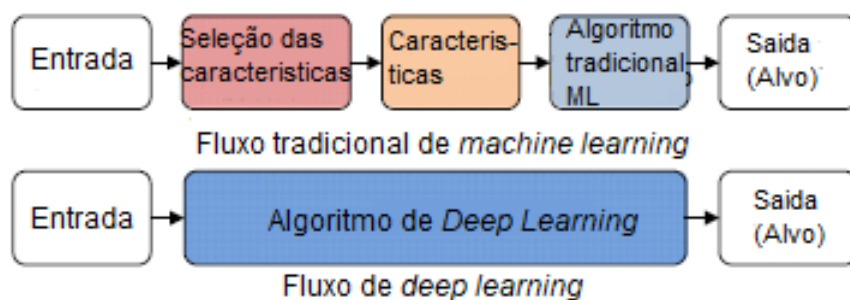 Entrada
Seleção das
caracteristicas
Caracteris-
ticas
Algoritmo
tradicional
ML
Saida
(Alvo)
Fluxo tradicional de machine learning
Entrada
Algoritmo de Deep Learning
Saida
(Alvo)
Fluxo de deep learning